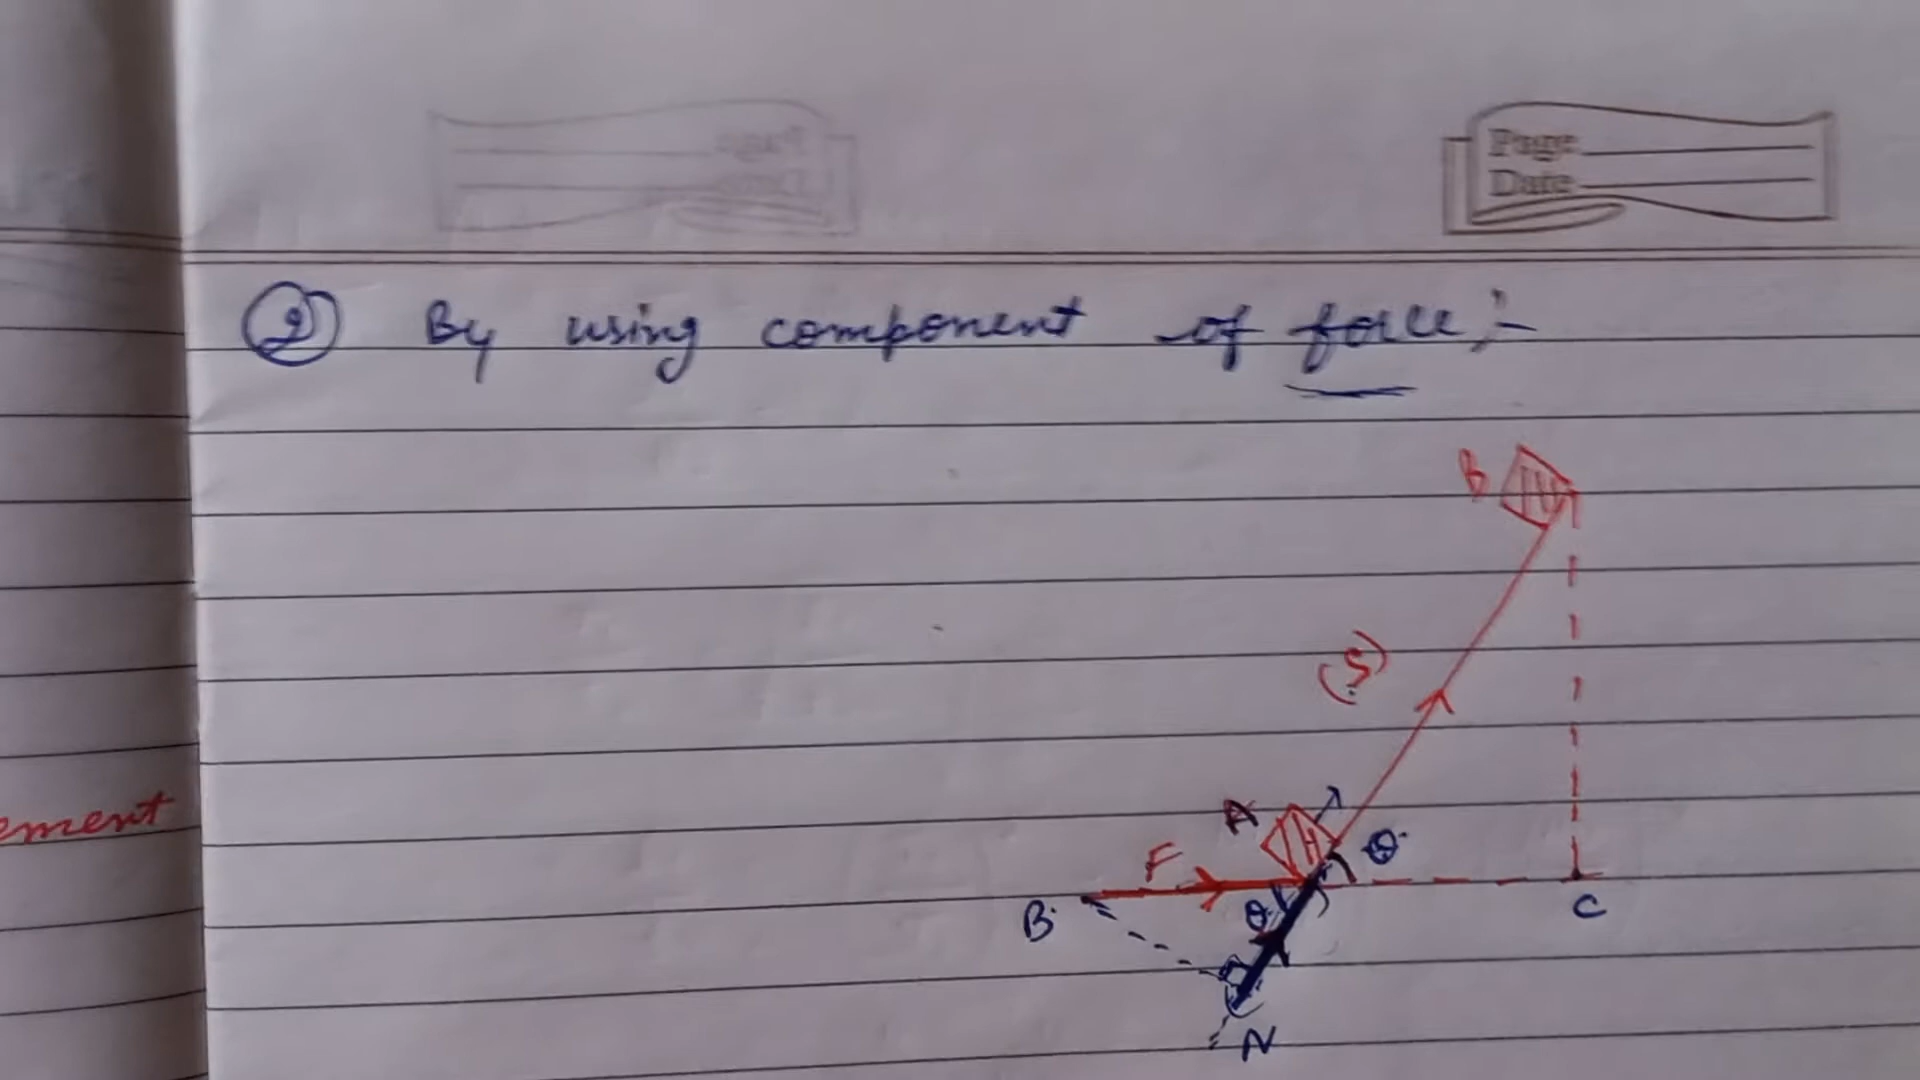 Page
Date
② By using component of force :-
B
(S)
ement
A
F
θ
B
θ
C
N